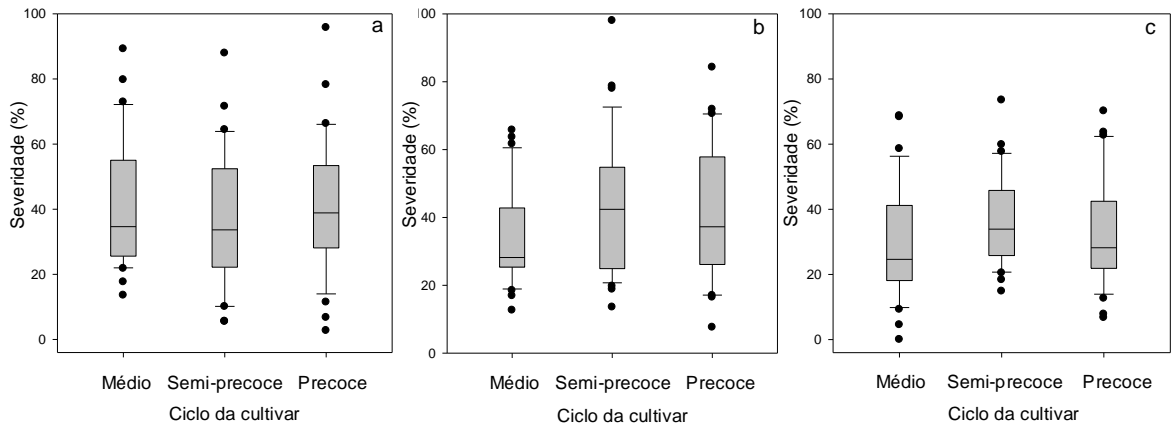 a
100
80
60
40
20
0
Severidade (%)
Médio Semi-precoce Precoce
Ciclo da cultivar
b
100
80
60
40
20
0
Severidade (%)
Médio Semi-precoce Precoce
Ciclo da cultivar
c
100
80
60
40
20
0
Severidade (%)
Médio Semi-precoce Precoce
Ciclo da cultivar